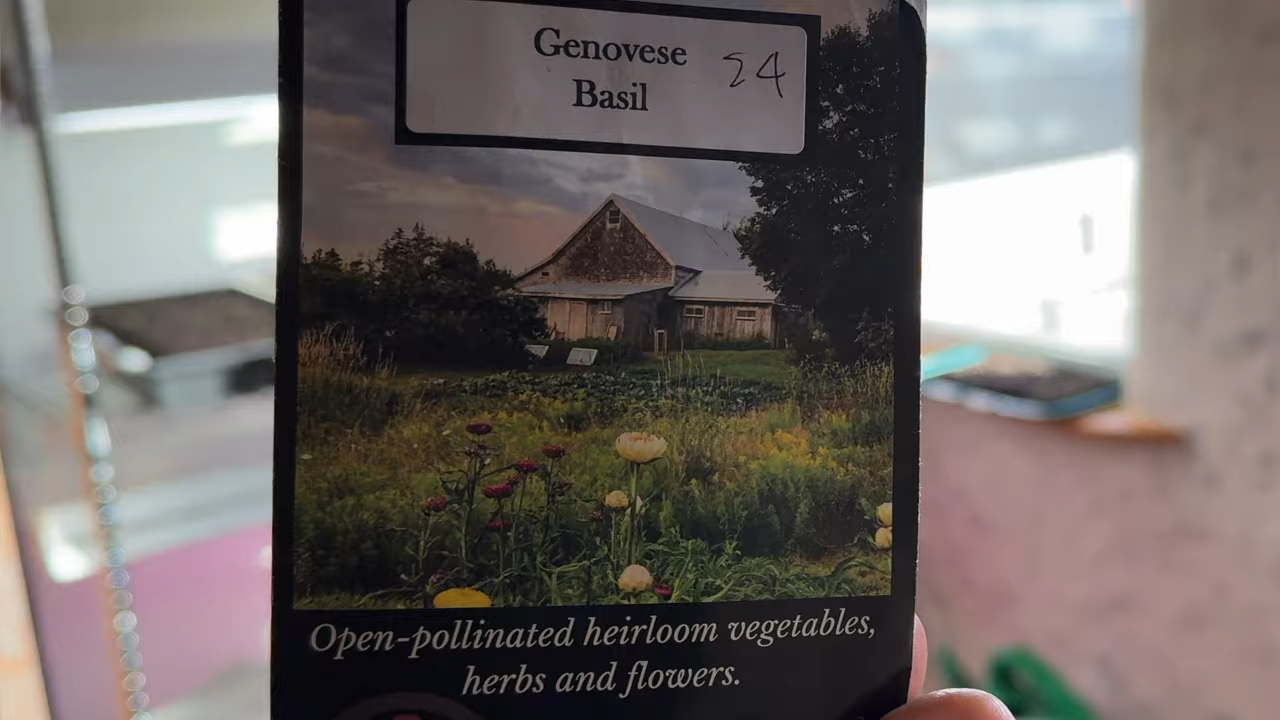 Genovese 24
Basil
Open-pollinated heirloom vegetables,
herbs and flowers.